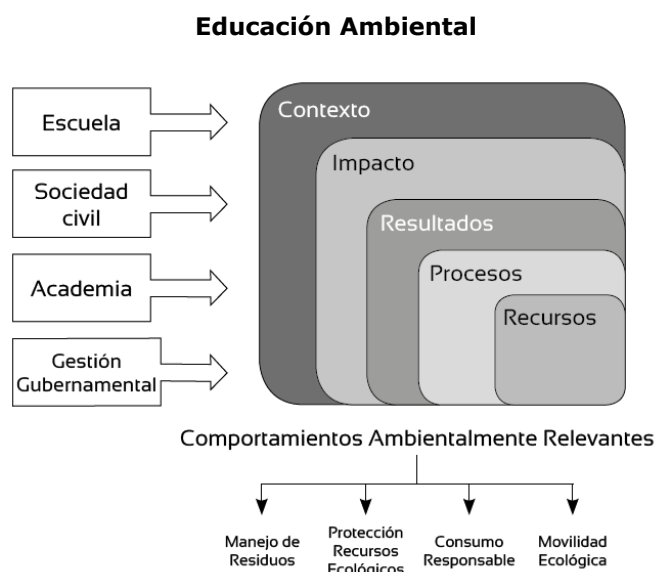 Educación Ambiental
Escuela
Sociedad
civil
Academia
Gestión
Gubernamental
Contexto
Impacto
Resultados
Procesos
Recursos
Comportamientos Ambientalmente Relevantes
Manejo de
Residuos
Protección
Recursos
Ecológicos
Consumo
Responsable
Movilidad
Ecológica